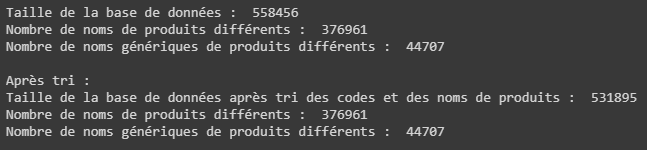 Taille de la base de données :  558456
Nombre de noms de produits différents :  376961
Nombre de noms génériques de produits différents :  44707
Après tri :
Taille de la base de données après tri des codes et des noms de produits :  531895
Nombre de noms de produits différents :  376961
Nombre de noms génériques de produits différents :  44707